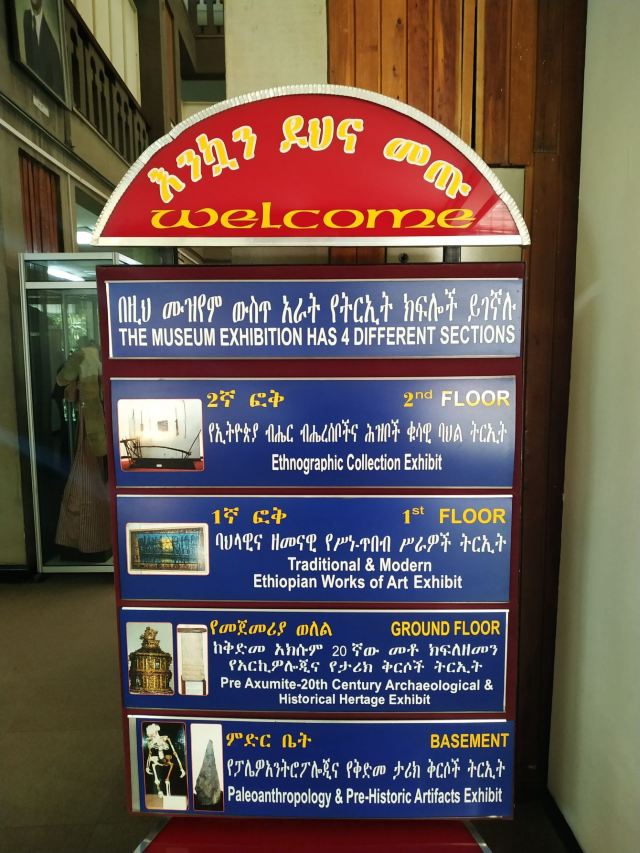 እንኳን ደህና መጡ
WELCOME
በዚህ ሙዝየም ውስጥ አራት የትርኢት ክፍሎች ይገኛሉ
THE MUSEUM EXHIBITION HAS 4 DIFFERENT SECTIONS
2ኛ ፎቅ 2nd FLOOR
የኢትዮጵያ ብሔር ብሔረሰቦችና ሕዝቦች ቁሳዊ ባህል ትርኢት
Ethnographic Collection Exhibit
1ኛ ፎቅ 1st FLOOR
ባህላዊና ዘመናዊ የሥነ-ጥበብ ሥራዎች ትርኢት
Traditional & Modern
Ethiopian Works of Art Exhibit
የመጀመሪያ ወለል GROUND FLOOR
ከቅድመ አክሱም 20ኛው መቶ ክፍለዘመን
የአርኪዎሎጂና የታሪክ ቅርሶች ትርኢት
Pre Axumite-20th Century Archaeological &
Historical Hertage Exhibit
ምድር ቤት BASEMENT
የፓሌዎአንትሮፖሎጂና የቅድመ ታሪክ ቅርሶች ትርኢት
Paleoanthropology & Pre-Historic Artifacts Exhibit